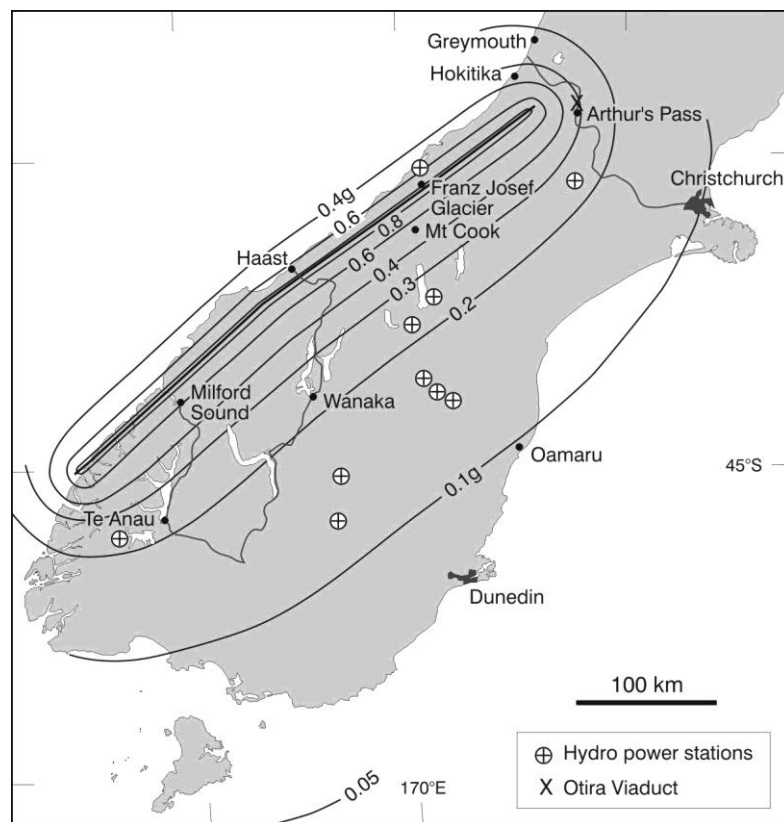 Greymouth
Hokitika
X
Arthur's Pass
Christchurch
Franz Josef
Glacier
0.4g
0.6
0.8
Mt Cook
0.6
Haast
0.4
0.3
0.2
Milford
Sound
Wanaka
Oamaru
45°S
0.1g
Te Anau
Dunedin
100 km
Hydro power stations
X Otira Viaduct
170°E
0.05